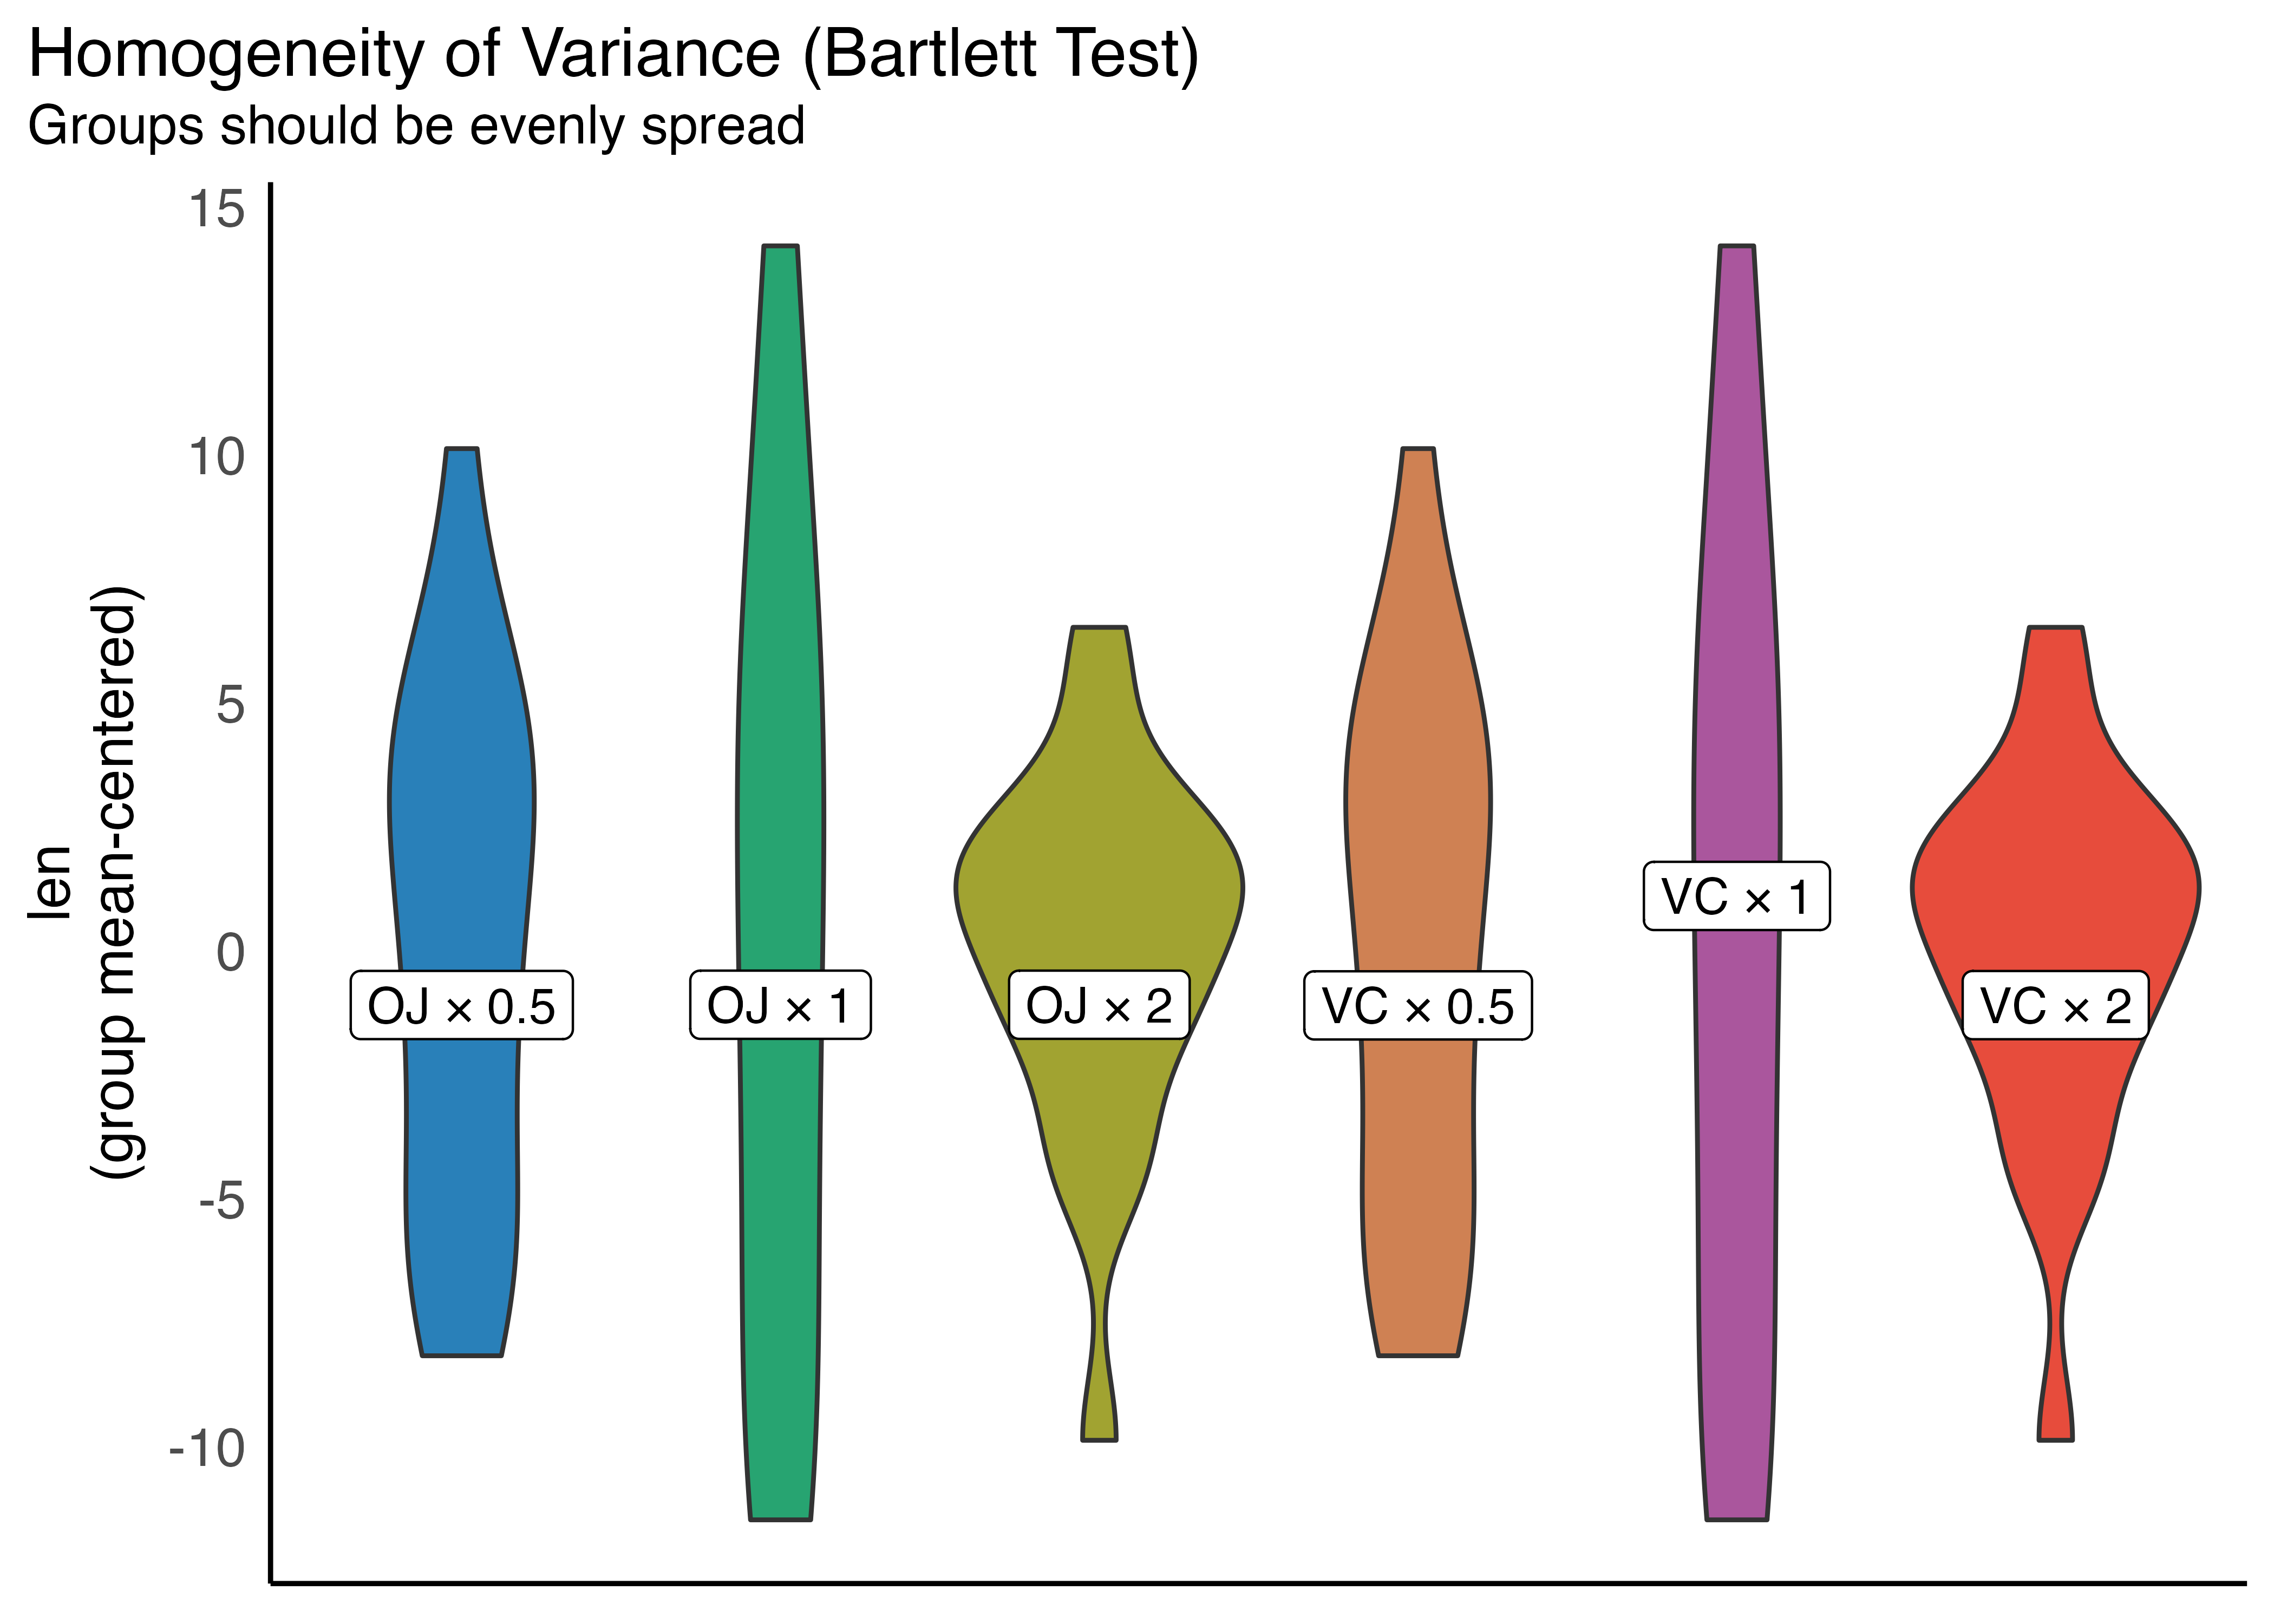 Homogeneity of Variance (Bartlett Test)
Groups should be evenly spread
len
(group mean-centered)
15
10
5
0
-5
-10
OJ × 0.5
OJ × 1
OJ × 2
VC × 0.5
VC × 1
VC × 2